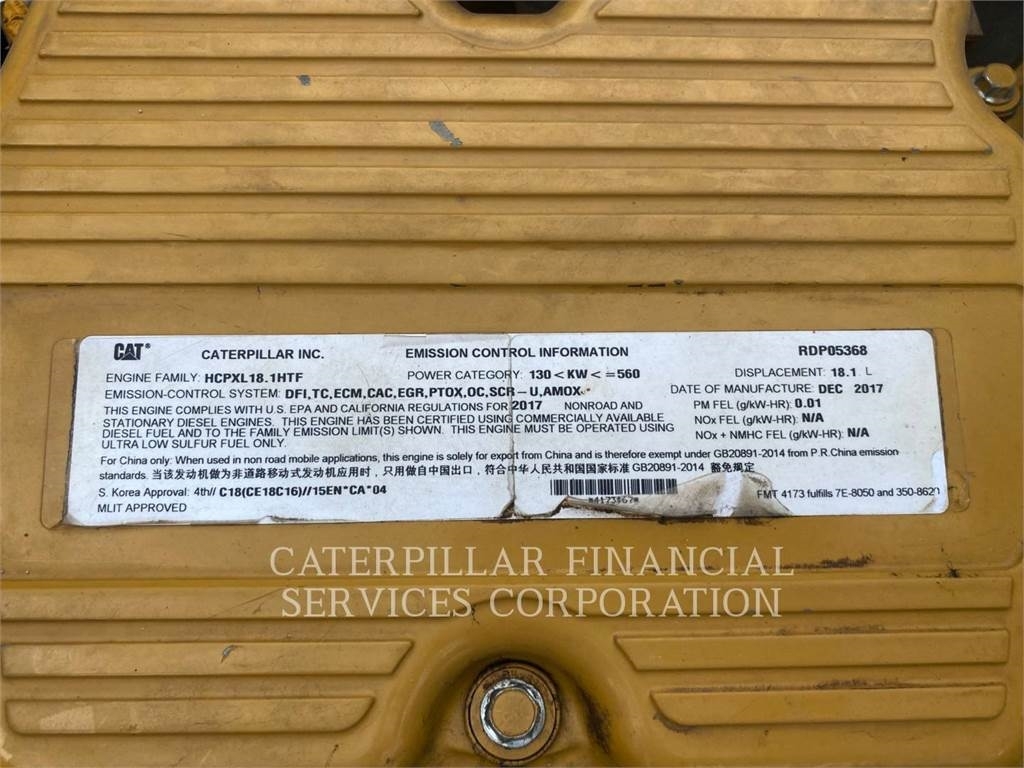 CAT® CATERPILLAR INC. EMISSION CONTROL INFORMATION RDP05368
ENGINE FAMILY: HCPXL18.1HTF POWER CATEGORY: 130<KW<=560 DISPLACEMENT: 18.1 L
EMISSION-CONTROL SYSTEM: DFI,TC,ECM,CAC,EGR,PTOX,OC,SCR-U,AMOX DATE OF MANUFACTURE: DEC 2017
THIS ENGINE COMPLIES WITH U.S. EPA AND CALIFORNIA REGULATIONS FOR 2017 NONROAD AND
STATIONARY DIESEL ENGINES. THIS ENGINE HAS BEEN CERTIFIED USING COMMERCIALLY AVAILABLE
DIESEL FUEL AND TO THE FAMILY EMISSION LIMIT(S) SHOWN. THIS ENGINE MUST BE OPERATED USING
ULTRA LOW SULFUR FUEL ONLY.
PM FEL (g/kW-HR): 0.01
NOx FEL (g/kW-HR): N/A
NOx + NMHC FEL (g/kW-HR): N/A
For China only: When used in non road mobile applications, this engine is solely for export from China and is therefore exempt under GB20891-2014 from P.R.China emission
standards. 当该发动机做为非道路移动式发动机应用时，只用做自中国出口，符合中华人民共和国国家标准 GB20891-2014 豁免规定
S. Korea Approval: 4th// C18(CE18C16)//15EN*CA*04
MLIT APPROVED
FMT 4173 fulfills 7E-8050 and 350-8620
CATERPILLAR FINANCIAL
SERVICES CORPORATION